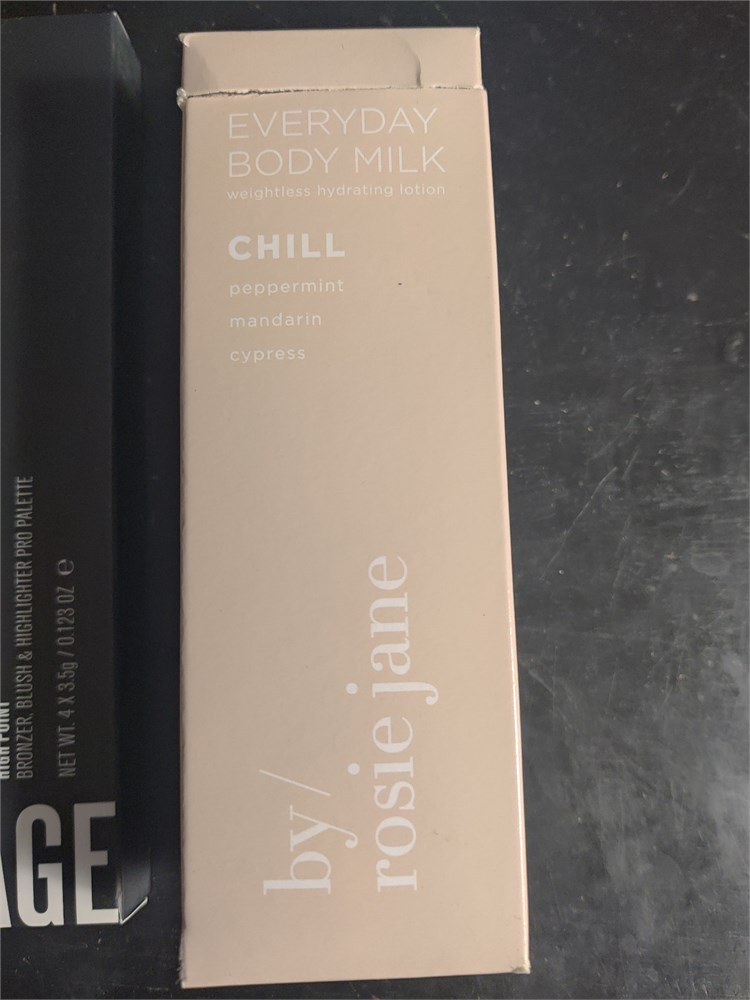 EVERYDAY
BODY MILK
weightless hydrating lotion
CHILL
peppermint
mandarin
cypress
by/
rosie jane
HIGH POINT
BRONZER, BLUSH & HIGHLIGHTER PRO PALETTE
NET WT. 4 X 3.5g / 0.123 OZ ℮
AGE